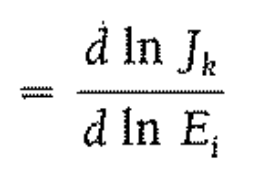 = d ln J_k
d ln E_i